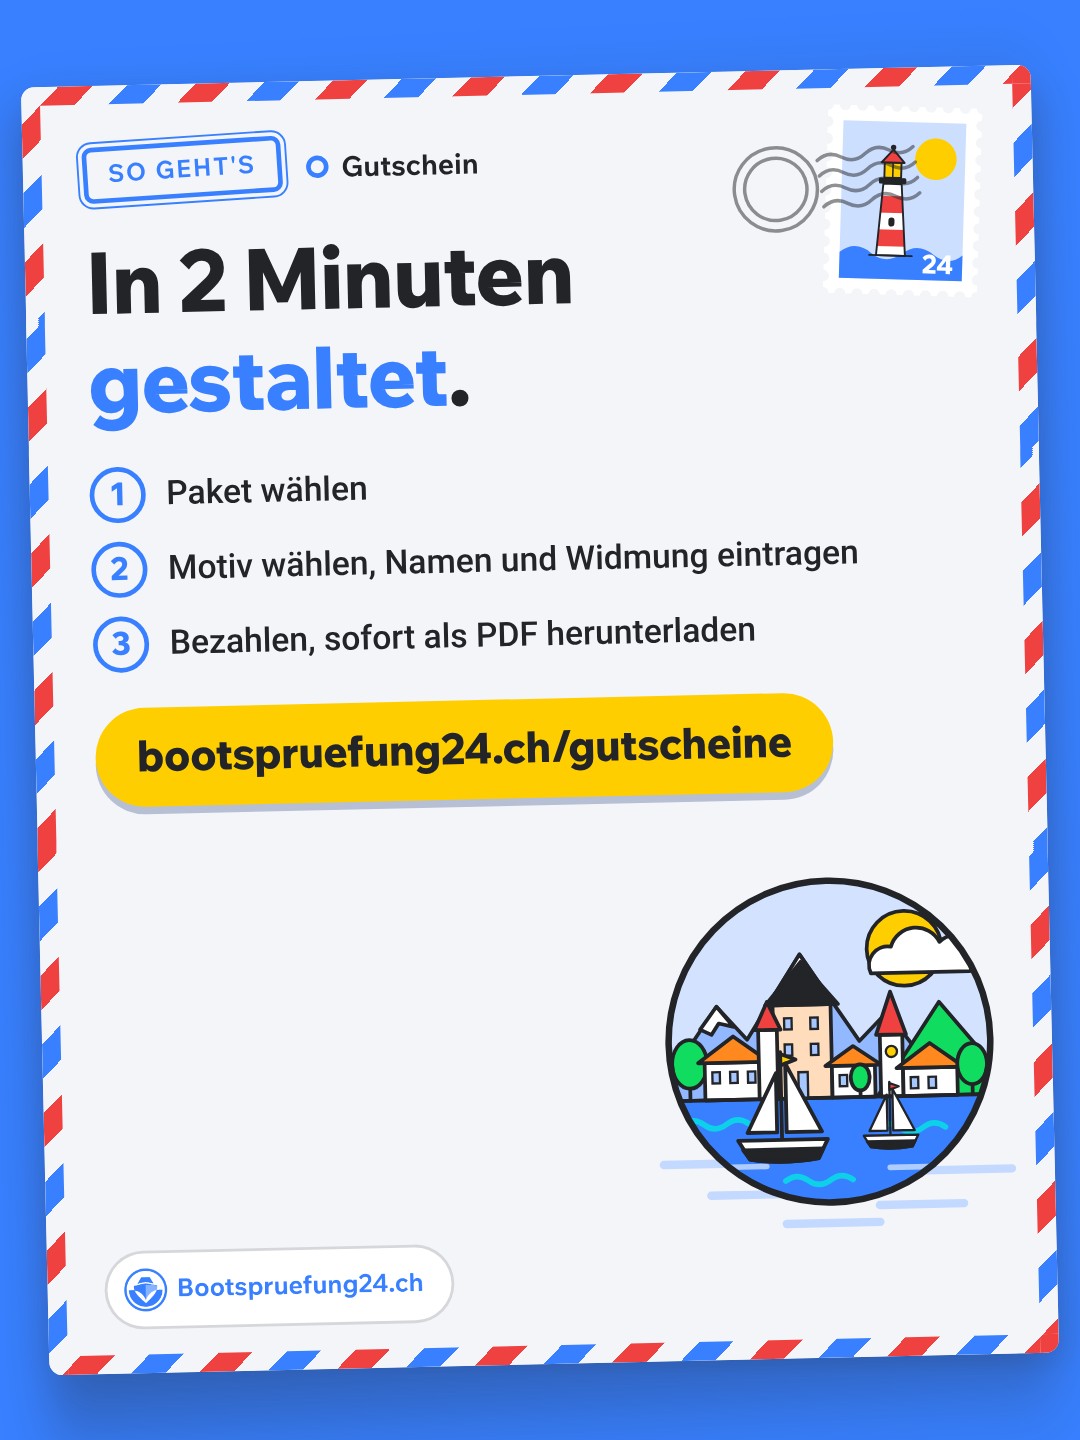 SO GEHT'S
Gutschein
24
In 2 Minuten
gestaltet.
1 Paket wählen
2 Motiv wählen, Namen und Widmung eintragen
3 Bezahlen, sofort als PDF herunterladen
bootspruefung24.ch/gutscheine
Bootspruefung24.ch